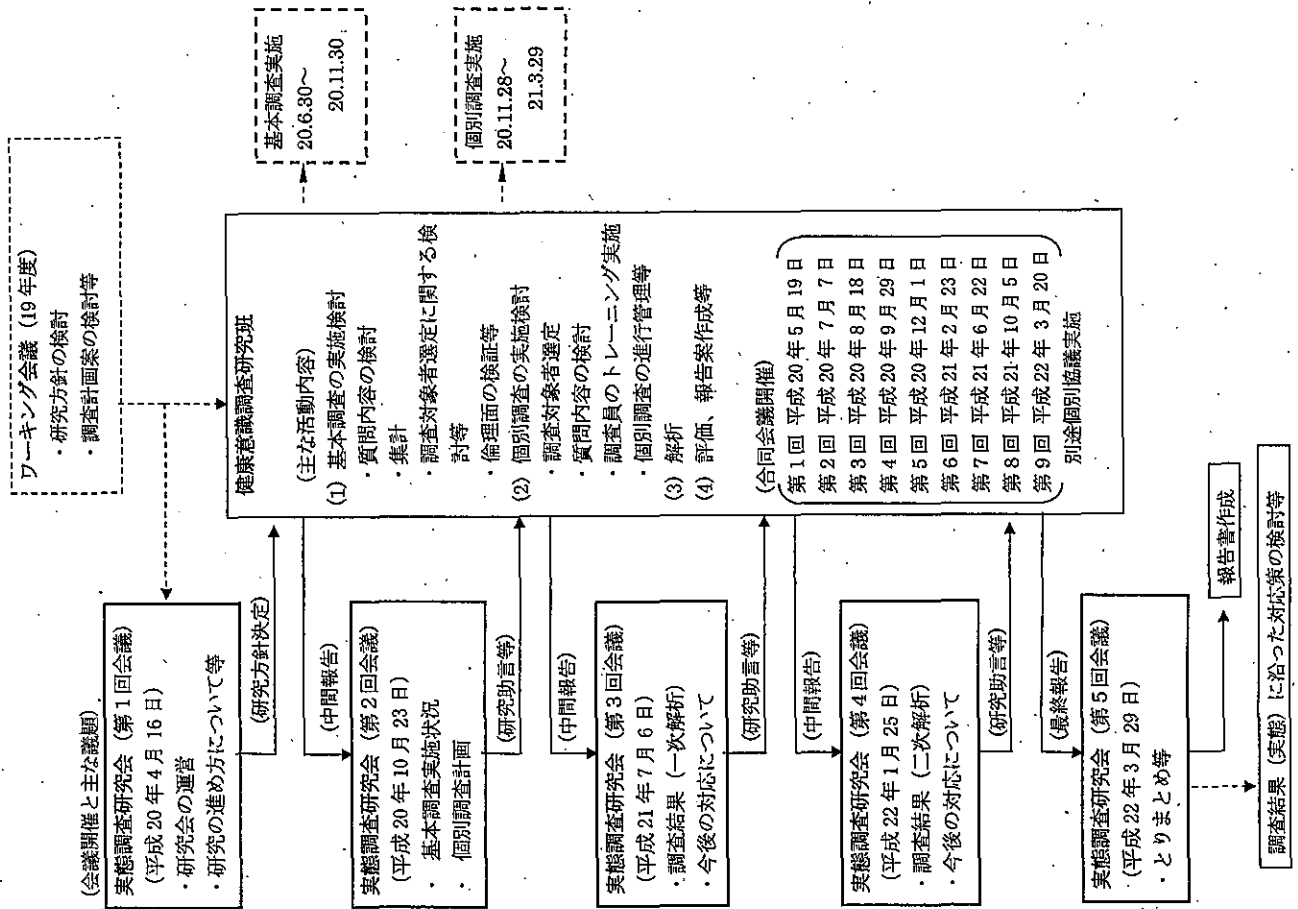 ワーキング会議 (19年度)
・研究方針の検討
・調査計画案の検討等
(会議開催と主な議題)
実態調査研究会 (第1回会議)
(平成20年4月16日)
・研究会の運営
・研究の進め方について等
(研究方針決定)
(中間報告)
実態調査研究会 (第2回会議)
(平成20年10月23日)
・基本調査実施状況
・個別調査計画
(研究助言等)
(中間報告)
実態調査研究会 (第3回会議)
(平成21年7月6日)
・調査結果 (一次解析)
・今後の対応について
(研究助言等)
(中間報告)
実態調査研究会 (第4回会議)
(平成22年1月25日)
・調査結果 (二次解析)
・今後の対応について
(研究助言等)
(最終報告)
実態調査研究会 (第5回会議)
(平成22年3月29日)
・とりまとめ等
健康意識調査研究班
(主な活動内容)
(1) 基本調査の実施検討
・質問内容の検討
・集計
・調査対象者選定に関する検
討等
・倫理面の検証等
(2) 個別調査の実施検討
・調査対象者選定
・質問内容の検討
・調査員のトレーニング実施
・個別調査の進行管理等
(3) 解析
(4) 評価、報告案作成等
(合同会議開催)
第1回 平成20年5月19日
第2回 平成20年7月7日
第3回 平成20年8月18日
第4回 平成20年9月29日
第5回 平成20年12月1日
第6回 平成21年2月23日
第7回 平成21年6月22日
第8回 平成21年10月5日
第9回 平成22年3月20日
別途個別協議実施
基本調査実施
20.6.30～
20.11.30
個別調査実施
20.11.28～
21.3.29
報告書作成
調査結果 (実態) に沿った対応策の検討等